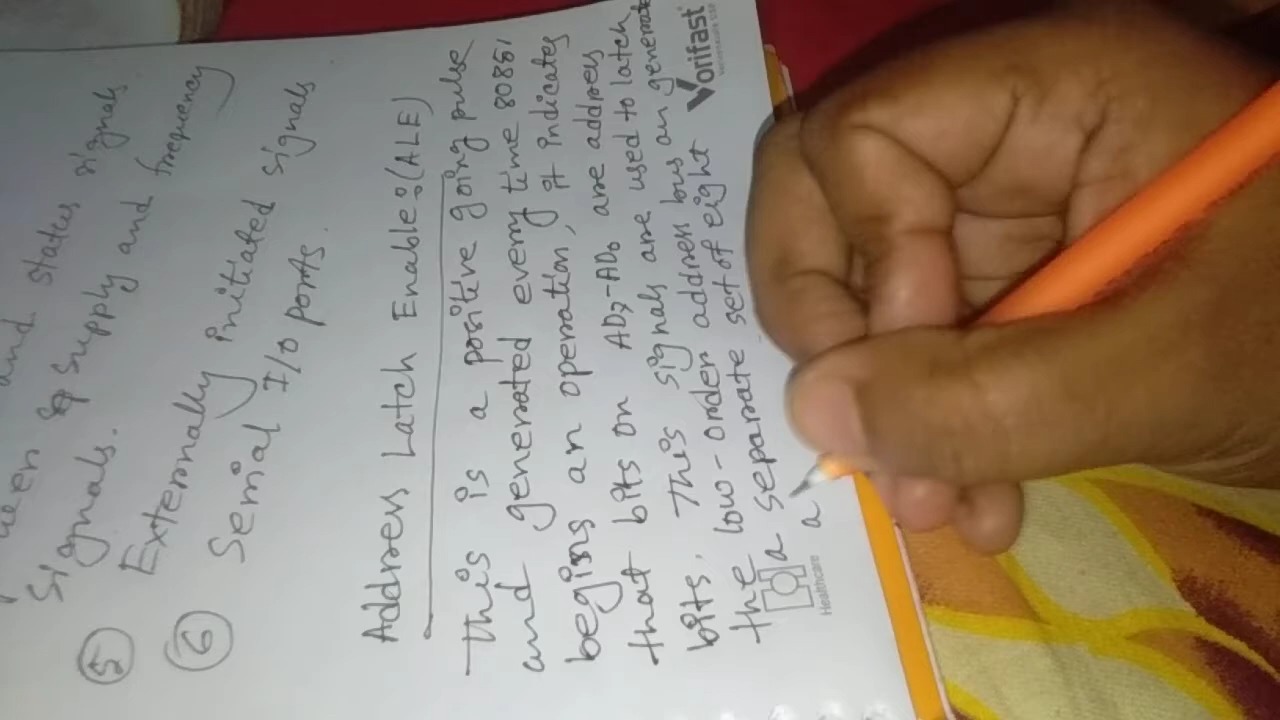 and status signals
signals.
⑤ supply and frequency
Externally initiated signals
⑥ Serial I/O ports.
Address Latch Enable:(ALE)
This is a positive going pulse
and generated every time 8085
begins an operation, it indicates
that bits on AD7-AD0 are address
bits. This signals are used to latch
the low-order address bus an generate
a separate set of eight
a
Vorifast
Healthcare